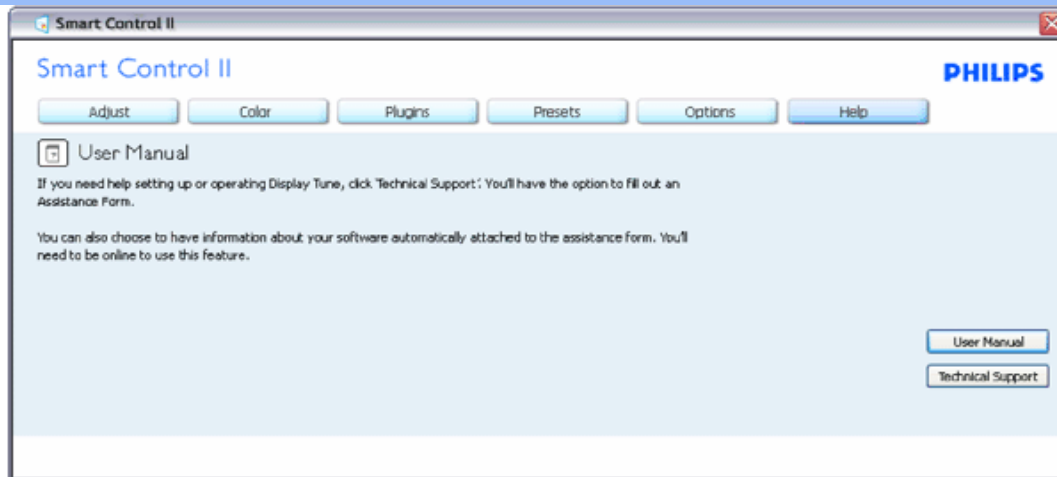 Smart Control II
Smart Control II
PHILIPS
Adjust
Color
Plugins
Presets
Options
Help
User Manual
If you need help setting up or operating Display Tune, click 'Technical Support'. You'll have the option to fill out an
Assistance Form.
You can also choose to have information about your software automatically attached to the assistance form. You'll
need to be online to use this feature.
User Manual
Technical Support